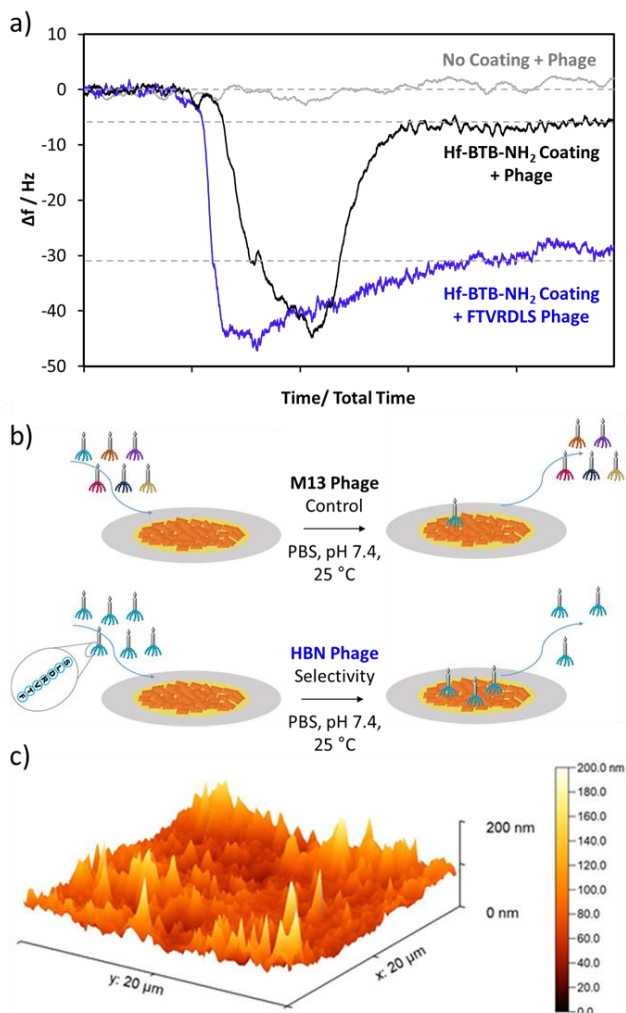 a)
10
0
-10
-20
-30
-40
-50
Δf / Hz
No Coating + Phage
Hf-BTB-NH₂ Coating
+ Phage
Hf-BTB-NH₂ Coating
+ FTVRDLS Phage
Time/ Total Time
b)
M13 Phage
Control
PBS, pH 7.4,
25 °C
SLDRVTF
HBN Phage
Selectivity
PBS, pH 7.4,
25 °C
c)
200 nm
0 nm
y: 20 µm
x: 20 µm
200.0 nm
180.0
160.0
140.0
120.0
100.0
80.0
60.0
40.0
20.0
0.0